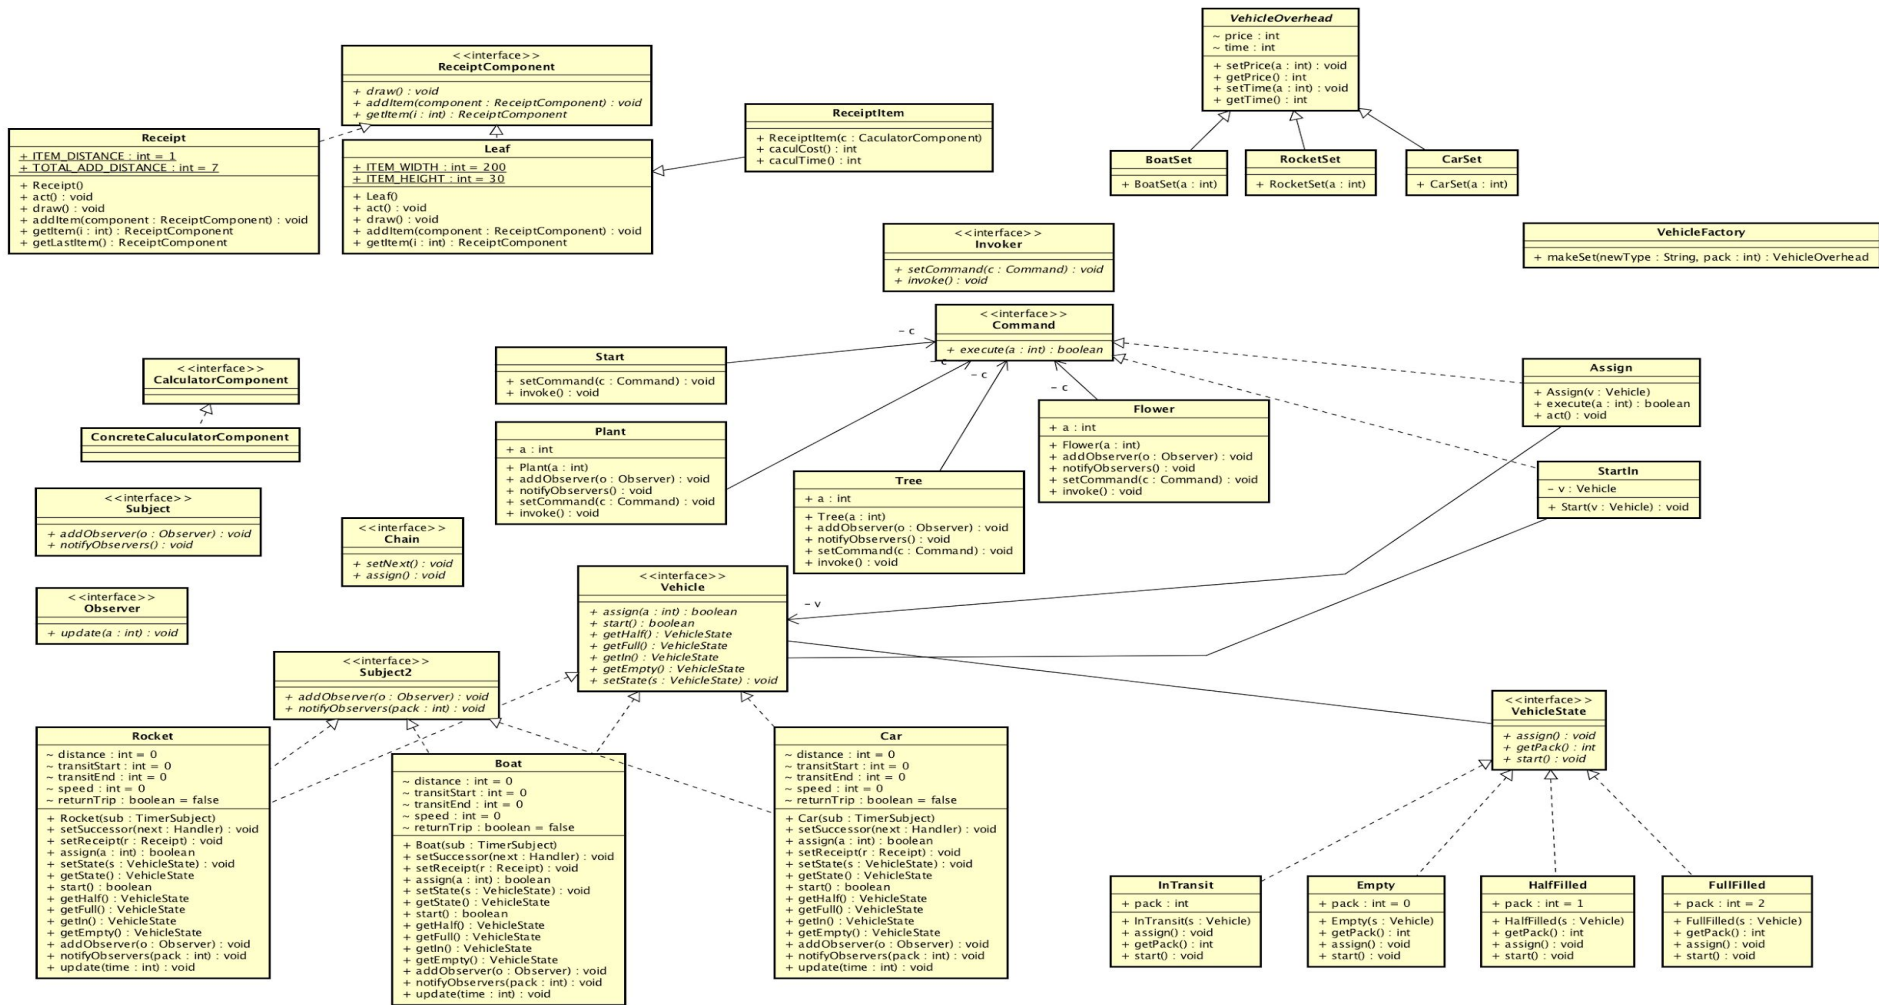 VehicleOverhead
~ price : int
~ time : int
+ setPrice(a : int) : void
+ getPrice() : int
+ setTime(a : int) : void
+ getTime() : int
<<interface>>
ReceiptComponent
+ draw() : void
+ addItem(component : ReceiptComponent) : void
+ getItem(i : int) : ReceiptComponent
Receipt
+ ITEM_DISTANCE : int = 1
+ TOTAL_ADD_DISTANCE : int = 7
+ Receipt()
+ act() : void
+ draw() : void
+ addItem(component : ReceiptComponent) : void
+ getItem(i : int) : ReceiptComponent
+ getLastItem() : ReceiptComponent
Leaf
+ ITEM_WIDTH : int = 200
+ ITEM_HEIGHT : int = 30
+ Leaf()
+ act() : void
+ draw() : void
+ addItem(component : ReceiptComponent) : void
+ getItem(i : int) : ReceiptComponent
ReceiptItem
+ ReceiptItem(c : CaculatorComponent)
+ caculCost() : int
+ caculTime() : int
BoatSet
+ BoatSet(a : int)
RocketSet
+ RocketSet(a : int)
CarSet
+ CarSet(a : int)
<<interface>>
Invoker
+ setCommand(c : Command) : void
+ invoke() : void
VehicleFactory
+ makeSet(newType : String, pack : int) : VehicleOverhead
<<interface>>
Command
+ execute(a : int) : boolean
- c
- c
- c
- c
Start
+ setCommand(c : Command) : void
+ invoke() : void
<<interface>>
CalculatorComponent
ConcreteCaluculatorComponent
Assign
+ Assign(v : Vehicle)
+ execute(a : int) : boolean
+ act() : void
Flower
+ a : int
+ Flower(a : int)
+ addObserver(o : Observer) : void
+ notifyObservers() : void
+ setCommand(c : Command) : void
+ invoke() : void
Plant
+ a : int
+ Plant(a : int)
+ addObserver(o : Observer) : void
+ notifyObservers() : void
+ setCommand(c : Command) : void
+ invoke() : void
Tree
+ a : int
+ Tree(a : int)
+ addObserver(o : Observer) : void
+ notifyObservers() : void
+ setCommand(c : Command) : void
+ invoke() : void
StartIn
- v : Vehicle
+ Start(v : Vehicle) : void
<<interface>>
Subject
+ addObserver(o : Observer) : void
+ notifyObservers() : void
<<interface>>
Chain
+ setNext() : void
+ assign() : void
<<interface>>
Observer
+ update(a : int) : void
<<interface>>
Vehicle
+ assign(a : int) : boolean
+ start() : boolean
+ getHalf() : VehicleState
+ getFull() : VehicleState
+ getIn() : VehicleState
+ getEmpty() : VehicleState
+ setState(s : VehicleState) : void
- v
<<interface>>
Subject2
+ addObserver(o : Observer) : void
+ notifyObservers(pack : int) : void
<<interface>>
VehicleState
+ assign() : void
+ getPack() : int
+ start() : void
Rocket
~ distance : int = 0
~ transitStart : int = 0
~ transitEnd : int = 0
~ speed : int = 0
~ returnTrip : boolean = false
+ Rocket(sub : TimerSubject)
+ setSuccessor(next : Handler) : void
+ setReceipt(r : Receipt) : void
+ assign(a : int) : boolean
+ setState(s : VehicleState) : void
+ getState() : VehicleState
+ start() : boolean
+ getHalf() : VehicleState
+ getFull() : VehicleState
+ getIn() : VehicleState
+ getEmpty() : VehicleState
+ addObserver(o : Observer) : void
+ notifyObservers(pack : int) : void
+ update(time : int) : void
Boat
~ distance : int = 0
~ transitStart : int = 0
~ transitEnd : int = 0
~ speed : int = 0
~ returnTrip : boolean = false
+ Boat(sub : TimerSubject)
+ setSuccessor(next : Handler) : void
+ setReceipt(r : Receipt) : void
+ assign(a : int) : boolean
+ setState(s : VehicleState) : void
+ getState() : VehicleState
+ start() : boolean
+ getHalf() : VehicleState
+ getFull() : VehicleState
+ getIn() : VehicleState
+ getEmpty() : VehicleState
+ addObserver(o : Observer) : void
+ notifyObservers(pack : int) : void
+ update(time : int) : void
Car
~ distance : int = 0
~ transitStart : int = 0
~ transitEnd : int = 0
~ speed : int = 0
~ returnTrip : boolean = false
+ Car(sub : TimerSubject)
+ setSuccessor(next : Handler) : void
+ assign(a : int) : boolean
+ setReceipt(r : Receipt) : void
+ setState(s : VehicleState) : void
+ getState() : VehicleState
+ start() : boolean
+ getHalf() : VehicleState
+ getFull() : VehicleState
+ getIn() : VehicleState
+ getEmpty() : VehicleState
+ addObserver(o : Observer) : void
+ notifyObservers(pack : int) : void
+ update(time : int) : void
InTransit
+ pack : int
+ InTransit(s : Vehicle)
+ assign() : void
+ getPack() : int
+ start() : void
Empty
+ pack : int = 0
+ Empty(s : Vehicle)
+ getPack() : int
+ assign() : void
+ start() : void
HalfFilled
+ pack : int = 1
+ HalfFilled(s : Vehicle)
+ getPack() : int
+ assign() : void
+ start() : void
FullFilled
+ pack : int = 2
+ FullFilled(s : Vehicle)
+ getPack() : int
+ assign() : void
+ start() : void